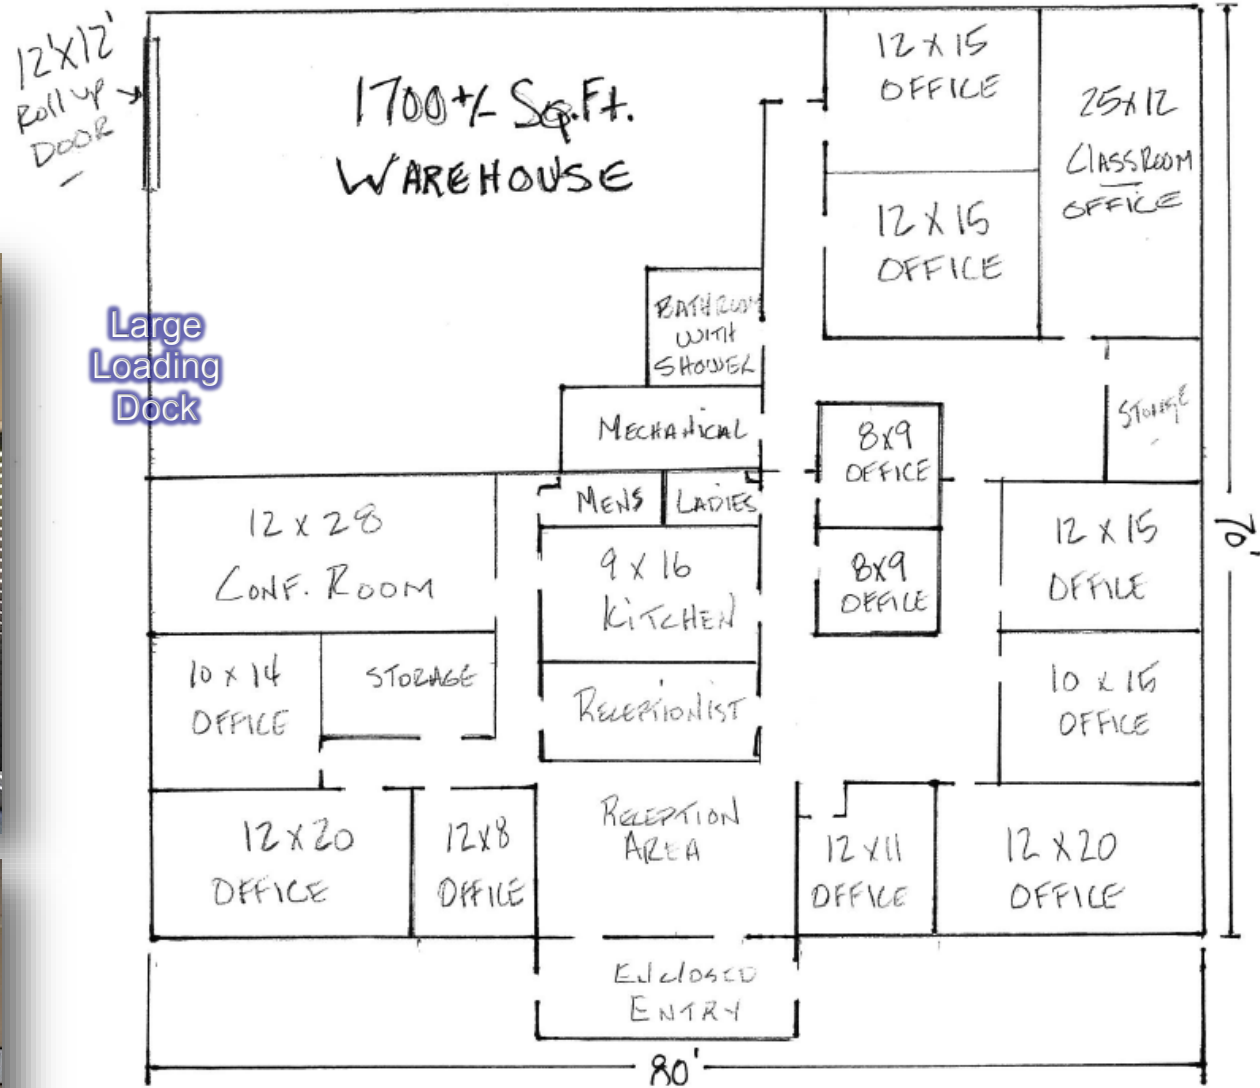 12'X12'
Roll up
DOOR
1700+/- Sq.Ft.
WAREHOUSE
12 X 15
OFFICE
25X12
CLASSROOM
OFFICE
12 X 15
OFFICE
Large
Loading
Dock
BATHROOM
WITH
SHOWER
MECHANICAL
8X9
OFFICE
STORAGE
MENS
LADIES
12 X 28
CONF. ROOM
9 X 16
KITCHEN
8X9
OFFICE
12 X 15
OFFICE
70'
10 X 14
OFFICE
STORAGE
RECEPTIONIST
10 X 15
OFFICE
12 X 20
OFFICE
12X8
OFFICE
RECEPTION
AREA
12 X11
OFFICE
12 X 20
OFFICE
ENCLOSED
ENTRY
80'